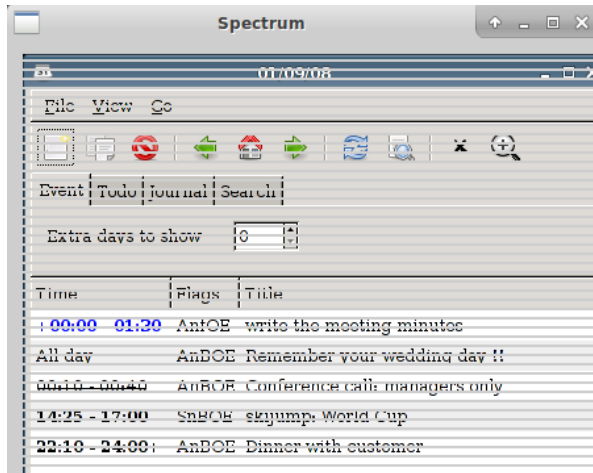 Spectrum
01/09/08
File View Go
Event Todo Journal Search
Extra days to show 0
Time Flags Title
+00:00 - 01:30 AntOE write the meeting minutes
All day AnBOE Remember your wedding day !!
00:10 - 00:40 AnBOE Conference call: managers only
14:25 - 17:00 SnBOE skijump: World Cup
22:10 - 24:00+ AnBOE Dinner with customer